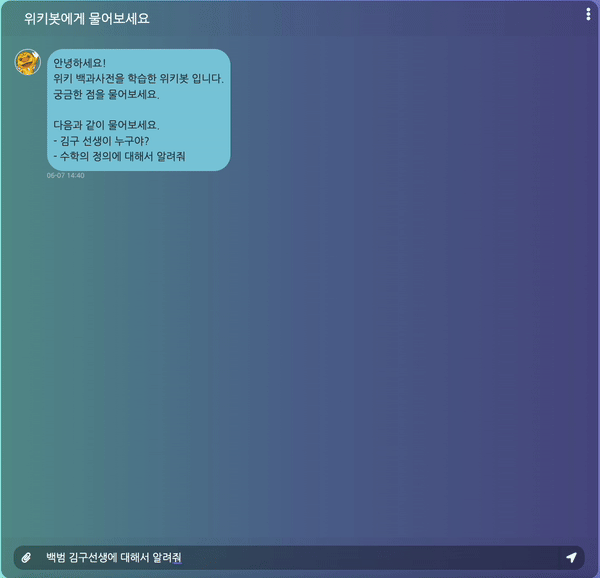 위키봇에게 물어보세요
안녕하세요!
위키 백과사전을 학습한 위키봇 입니다.
궁금한 점을 물어보세요.
다음과 같이 물어보세요.
- 김구 선생이 누구야?
- 수학의 정의에 대해서 알려줘
06-07 14:40
백범 김구선생에 대해서 알려줘